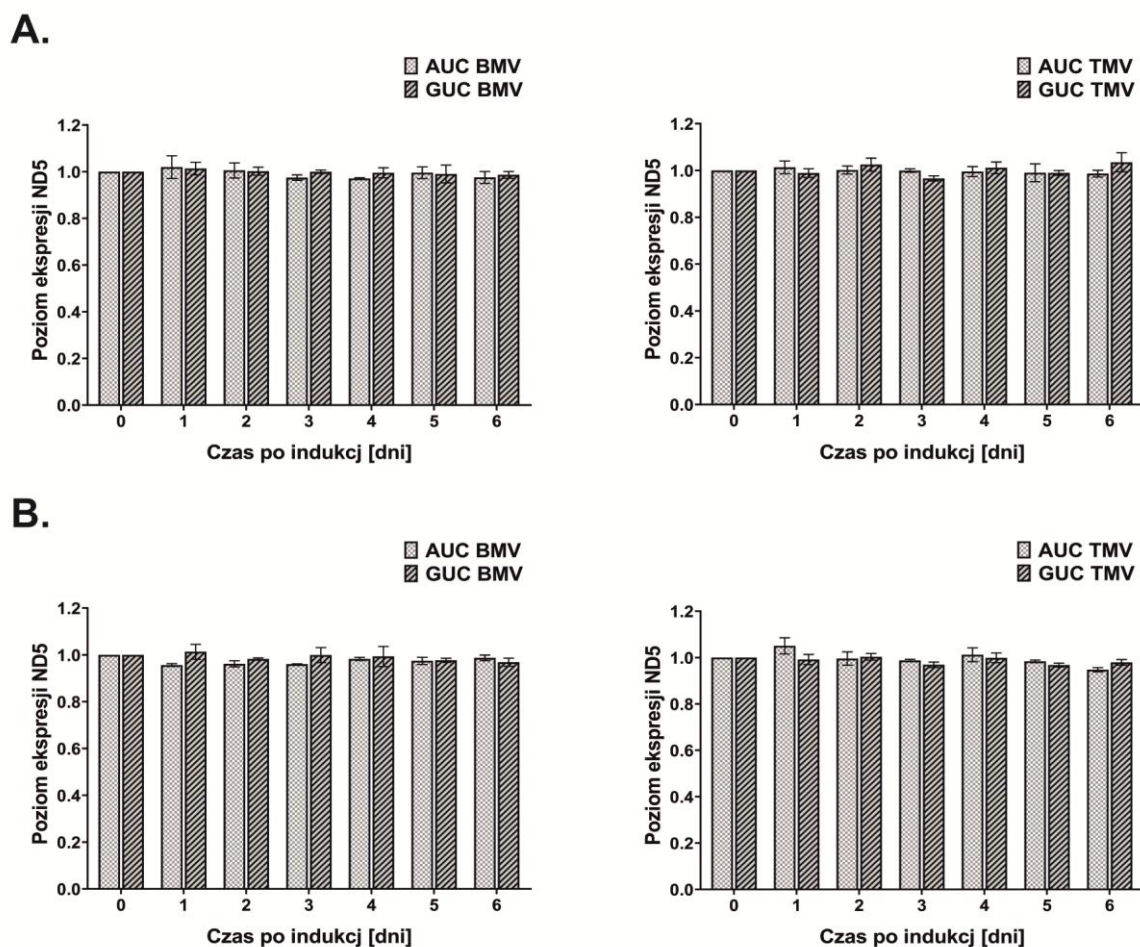 A.
AUC BMV
GUC BMV
Poziom ekspresji ND5
1.2
1.0
0.8
0.6
0.4
0.2
0.0
0 1 2 3 4 5 6
Czas po indukcj [dni]
AUC TMV
GUC TMV
Poziom ekspresji ND5
1.2
1.0
0.8
0.6
0.4
0.2
0.0
0 1 2 3 4 5 6
Czas po indukcj [dni]
B.
AUC BMV
GUC BMV
Poziom ekspresji ND5
1.2
1.0
0.8
0.6
0.4
0.2
0.0
0 1 2 3 4 5 6
Czas po indukcj [dni]
AUC TMV
GUC TMV
Poziom ekspresji ND5
1.2
1.0
0.8
0.6
0.4
0.2
0.0
0 1 2 3 4 5 6
Czas po indukcj [dni]